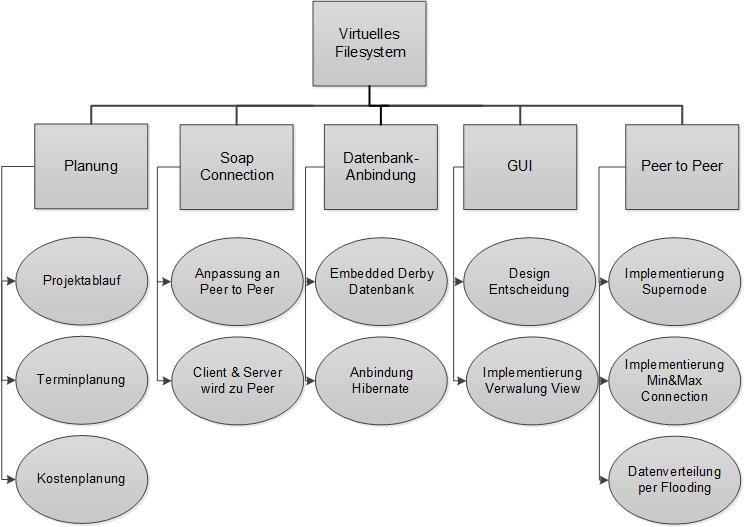 Virtuelles
Filesystem
Planung
Soap
Connection
Datenbank-
Anbindung
GUI
Peer to Peer
Projektablauf
Anpassung an
Peer to Peer
Embedded Derby
Datenbank
Design
Entscheidung
Implementierung
Supernode
Terminplanung
Client & Server
wird zu Peer
Anbindung
Hibernate
Implementierung
Verwalung View
Implementierung
Min&Max
Connection
Kostenplanung
Datenverteilung
per Flooding